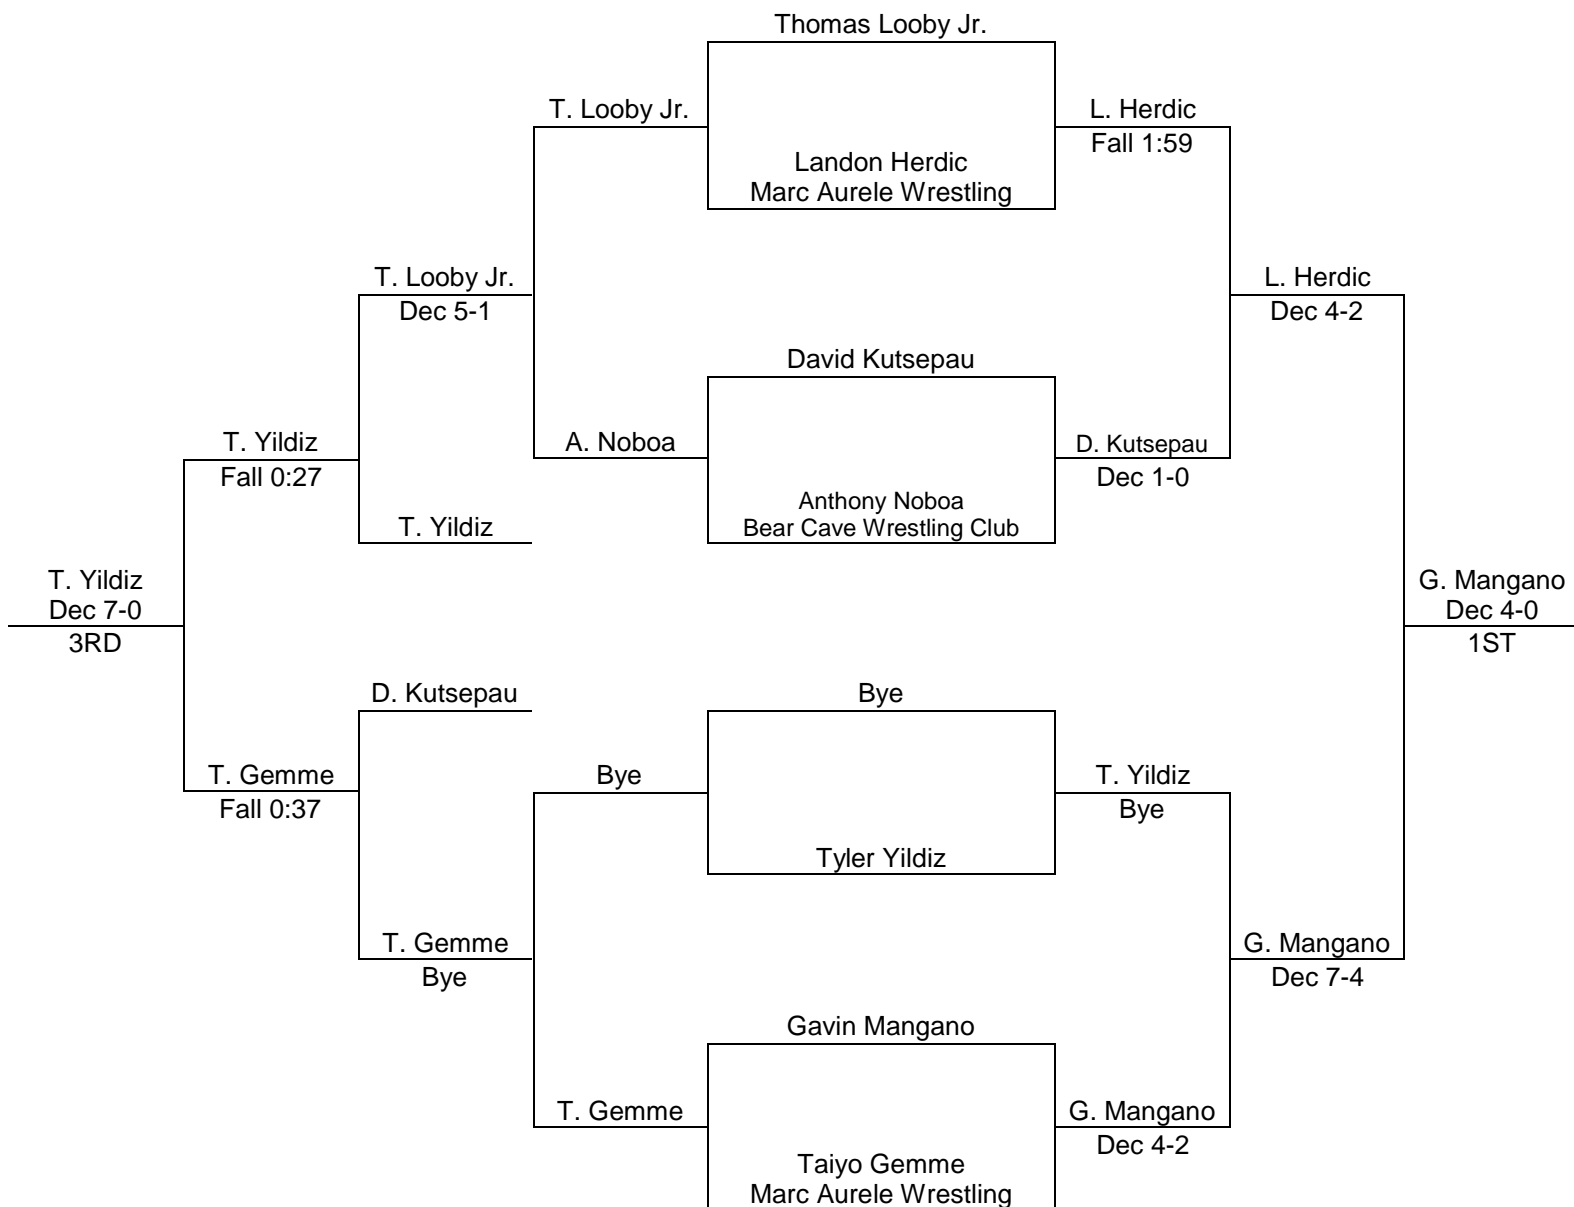 Thomas Looby Jr.
T. Looby Jr.
L. Herdic
Fall 1:59
Landon Herdic
Marc Aurele Wrestling
T. Looby Jr.
Dec 5-1
L. Herdic
Dec 4-2
David Kutsepau
T. Yildiz
Fall 0:27
A. Noboa
D. Kutsepau
Dec 1-0
Anthony Noboa
Bear Cave Wrestling Club
T. Yildiz
T. Yildiz
Dec 7-0
3RD
G. Mangano
Dec 4-0
1ST
D. Kutsepau
Bye
T. Gemme
Fall 0:37
Bye
T. Yildiz
Bye
Tyler Yildiz
T. Gemme
Bye
G. Mangano
Dec 7-4
Gavin Mangano
T. Gemme
G. Mangano
Dec 4-2
Taiyo Gemme
Marc Aurele Wrestling